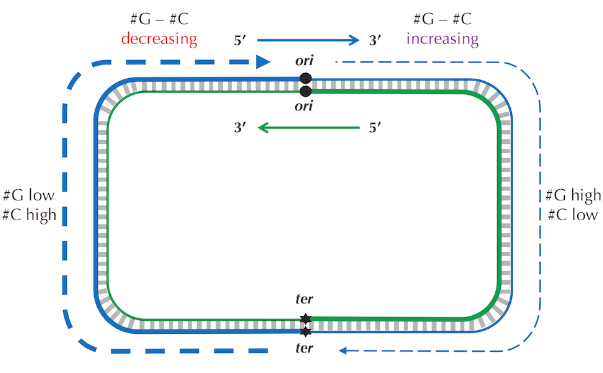 #G – #C
decreasing
5′
3′
#G – #C
increasing
ori
ori
3′
5′
#G low
#C high
#G high
#C low
ter
ter